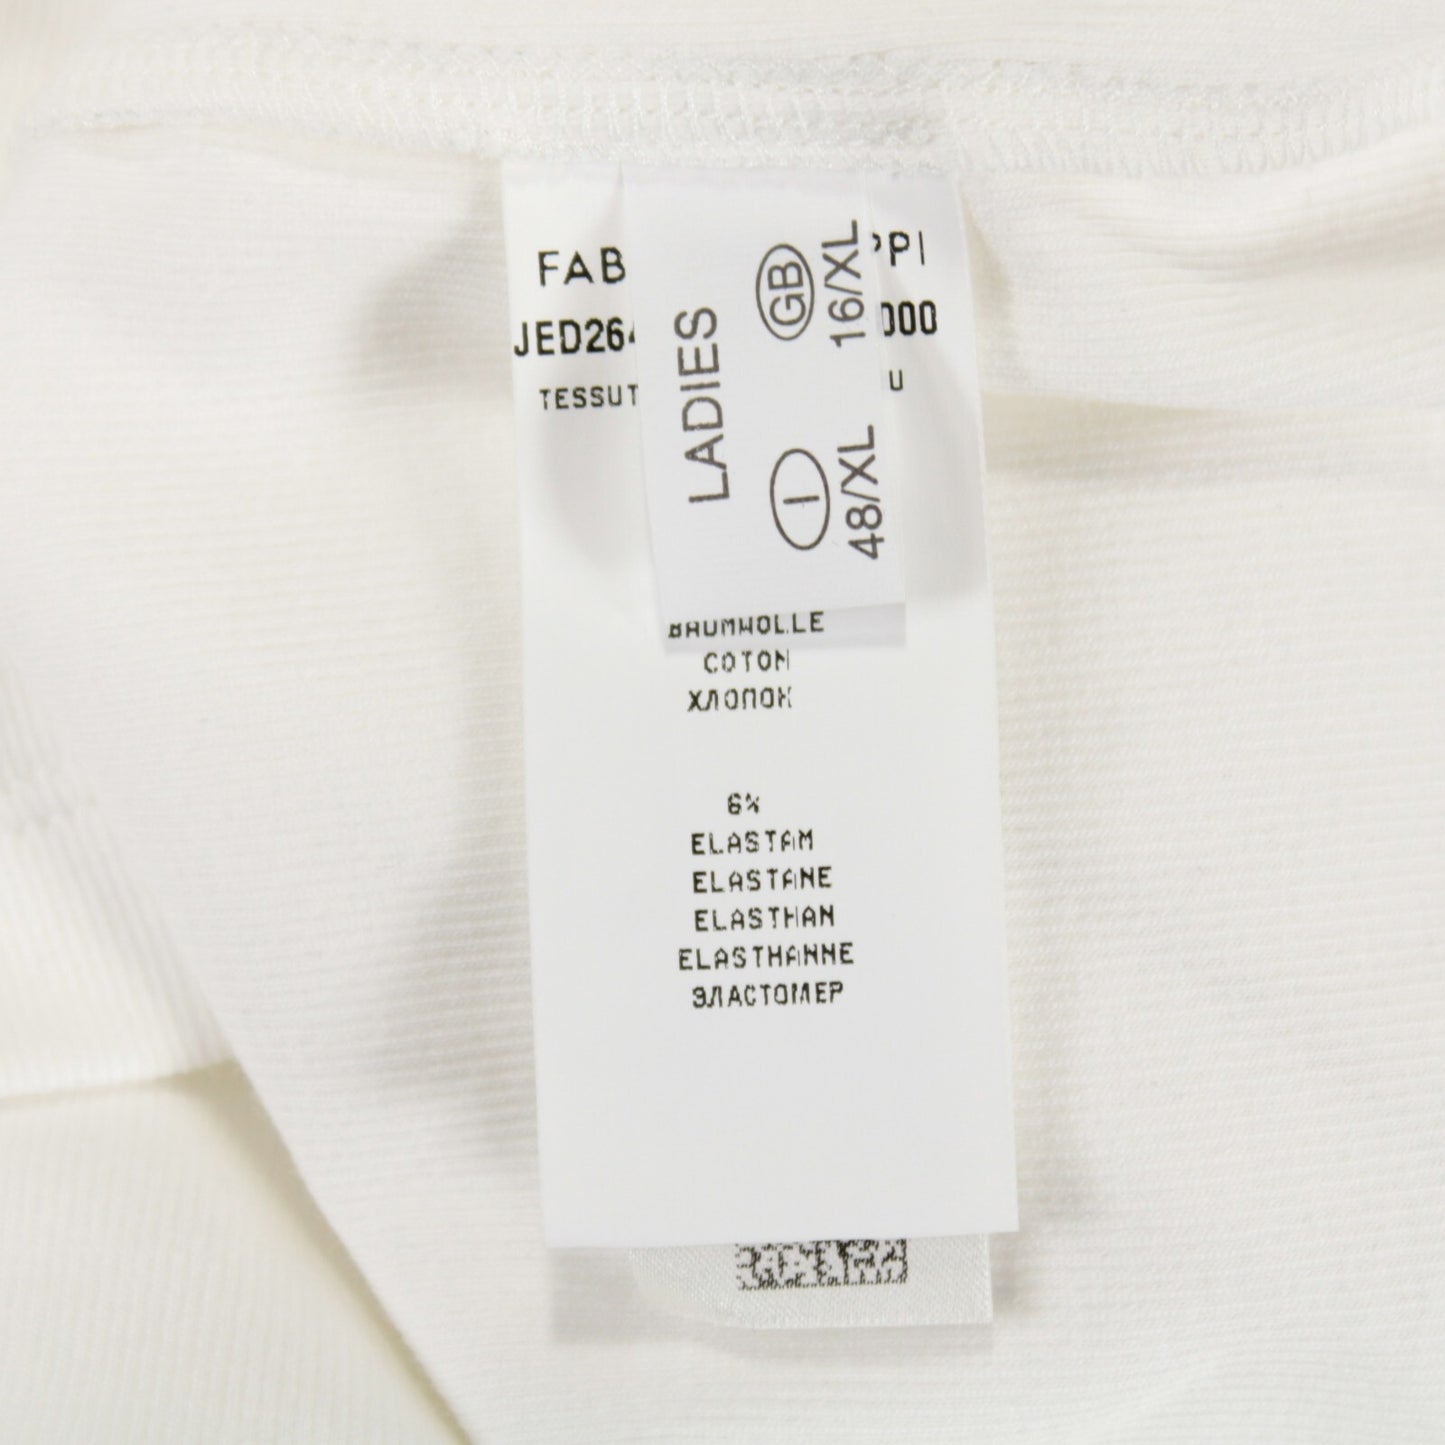 FAB PPI
JED264 000
TESSUT U
LADIES
GB
16/XL
I
48/XL
BAUMWOLLE
COTON
ХЛОПОК
6%
ELASTAM
ELASTANE
ELASTHAN
ELASTHANNE
ЭЛАСТОМЕР